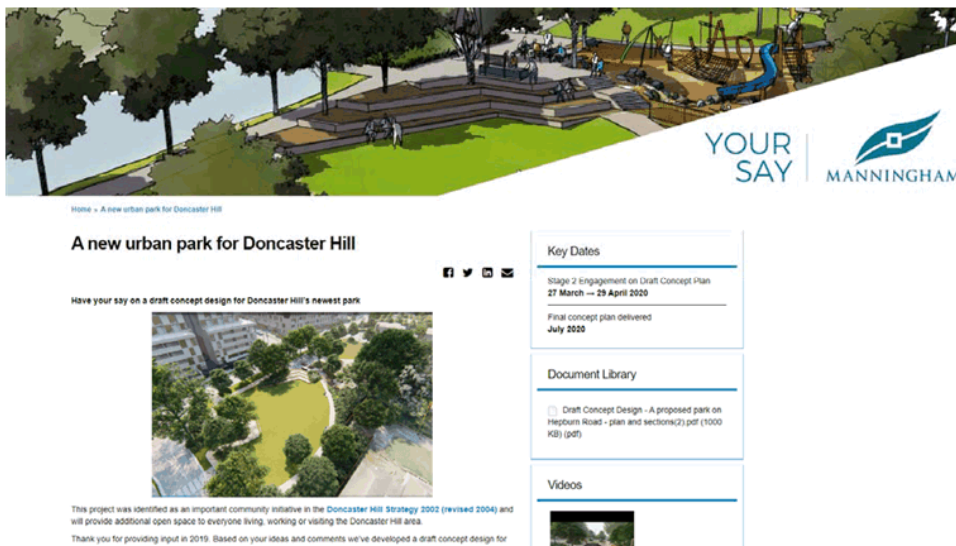 YOUR
SAY
MANNINGHAM
Home » A new urban park for Doncaster Hill
A new urban park for Doncaster Hill
Have your say on a draft concept design for Doncaster Hill's newest park
This project was identified as an important community initiative in the Doncaster Hill Strategy 2002 (revised 2004) and
will provide additional open space to everyone living, working or visiting the Doncaster Hill area.
Thank you for providing input in 2019. Based on your ideas and comments we've developed a draft concept design for
Key Dates
Stage 2 Engagement on Draft Concept Plan
27 March → 29 April 2020
Final concept plan delivered
July 2020
Document Library
Draft Concept Design - A proposed park on
Hepburn Road - plan and sections(2).pdf (1000
KB) (pdf)
Videos